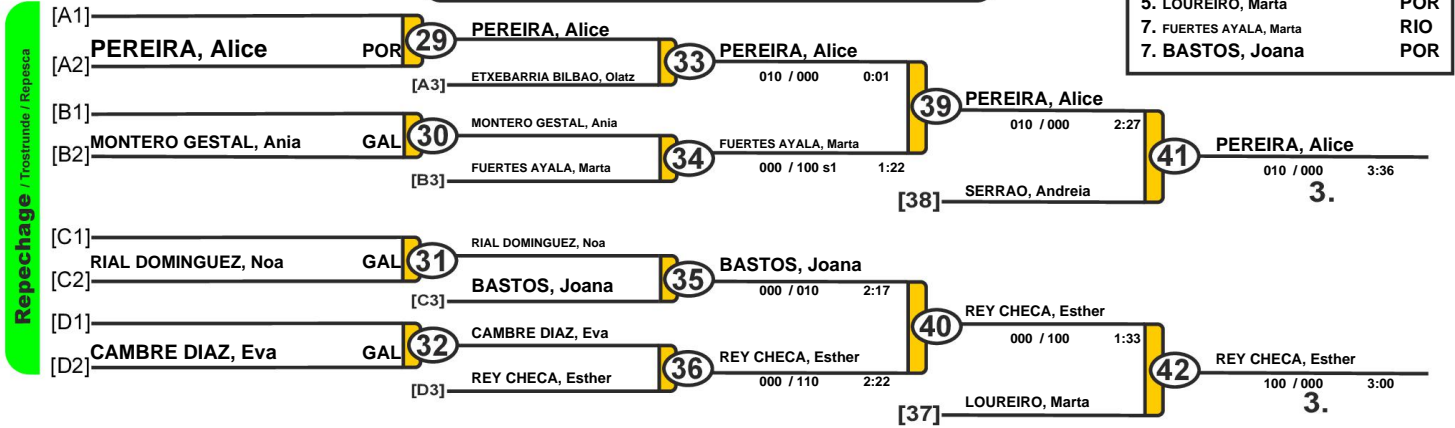 5. LOUREIRO, Marta POR
7. FUERTES AYALA, Marta RIO
7. BASTOS, Joana POR
Repechage / Trostrunde / Repesca
[A1]
[A2] PEREIRA, Alice POR 29
[B1]
[B2] MONTERO GESTAL, Ania GAL 30
[C1]
[C2] RIAL DOMINGUEZ, Noa GAL 31
[D1]
[D2] CAMBRE DIAZ, Eva GAL 32
PEREIRA, Alice
[A3] ETXEBARRIA BILBAO, Olatz 33
MONTERO GESTAL, Ania
[B3] FUERTES AYALA, Marta 34
RIAL DOMINGUEZ, Noa
[C3] BASTOS, Joana 35
CAMBRE DIAZ, Eva
[D3] REY CHECA, Esther 36
PEREIRA, Alice
010 / 000 0:01
39
FUERTES AYALA, Marta
000 / 100 s1 1:22
BASTOS, Joana
000 / 010 2:17
40
REY CHECA, Esther
000 / 110 2:22
PEREIRA, Alice
010 / 000 2:27
41
[38] SERRAO, Andreia
REY CHECA, Esther
000 / 100 1:33
42
[37] LOUREIRO, Marta
PEREIRA, Alice
010 / 000 3:36
3.
REY CHECA, Esther
100 / 000 3:00
3.